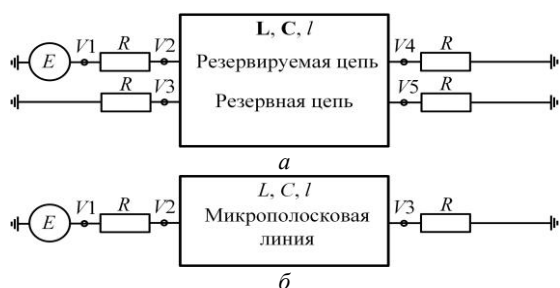 L, C, l
E V1 R V2 Резервируемая цепь V4 R
R V3 Резервная цепь V5 R
а
L, C, l
E V1 R V2 Микрополосковая V3 R
линия
б